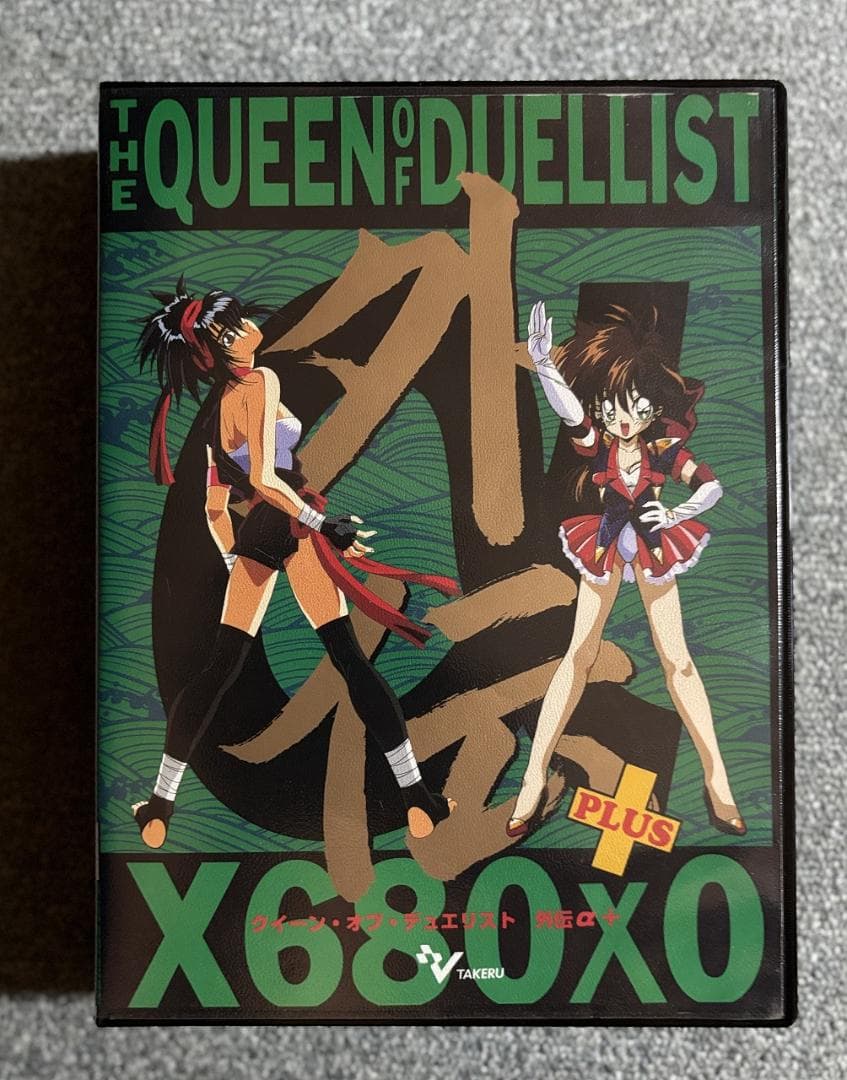 THE QUEEN OF DUELLIST
外伝
α
PLUS
X680x0
クイーン・オブ・デュエリスト 外伝α+
TAKERU